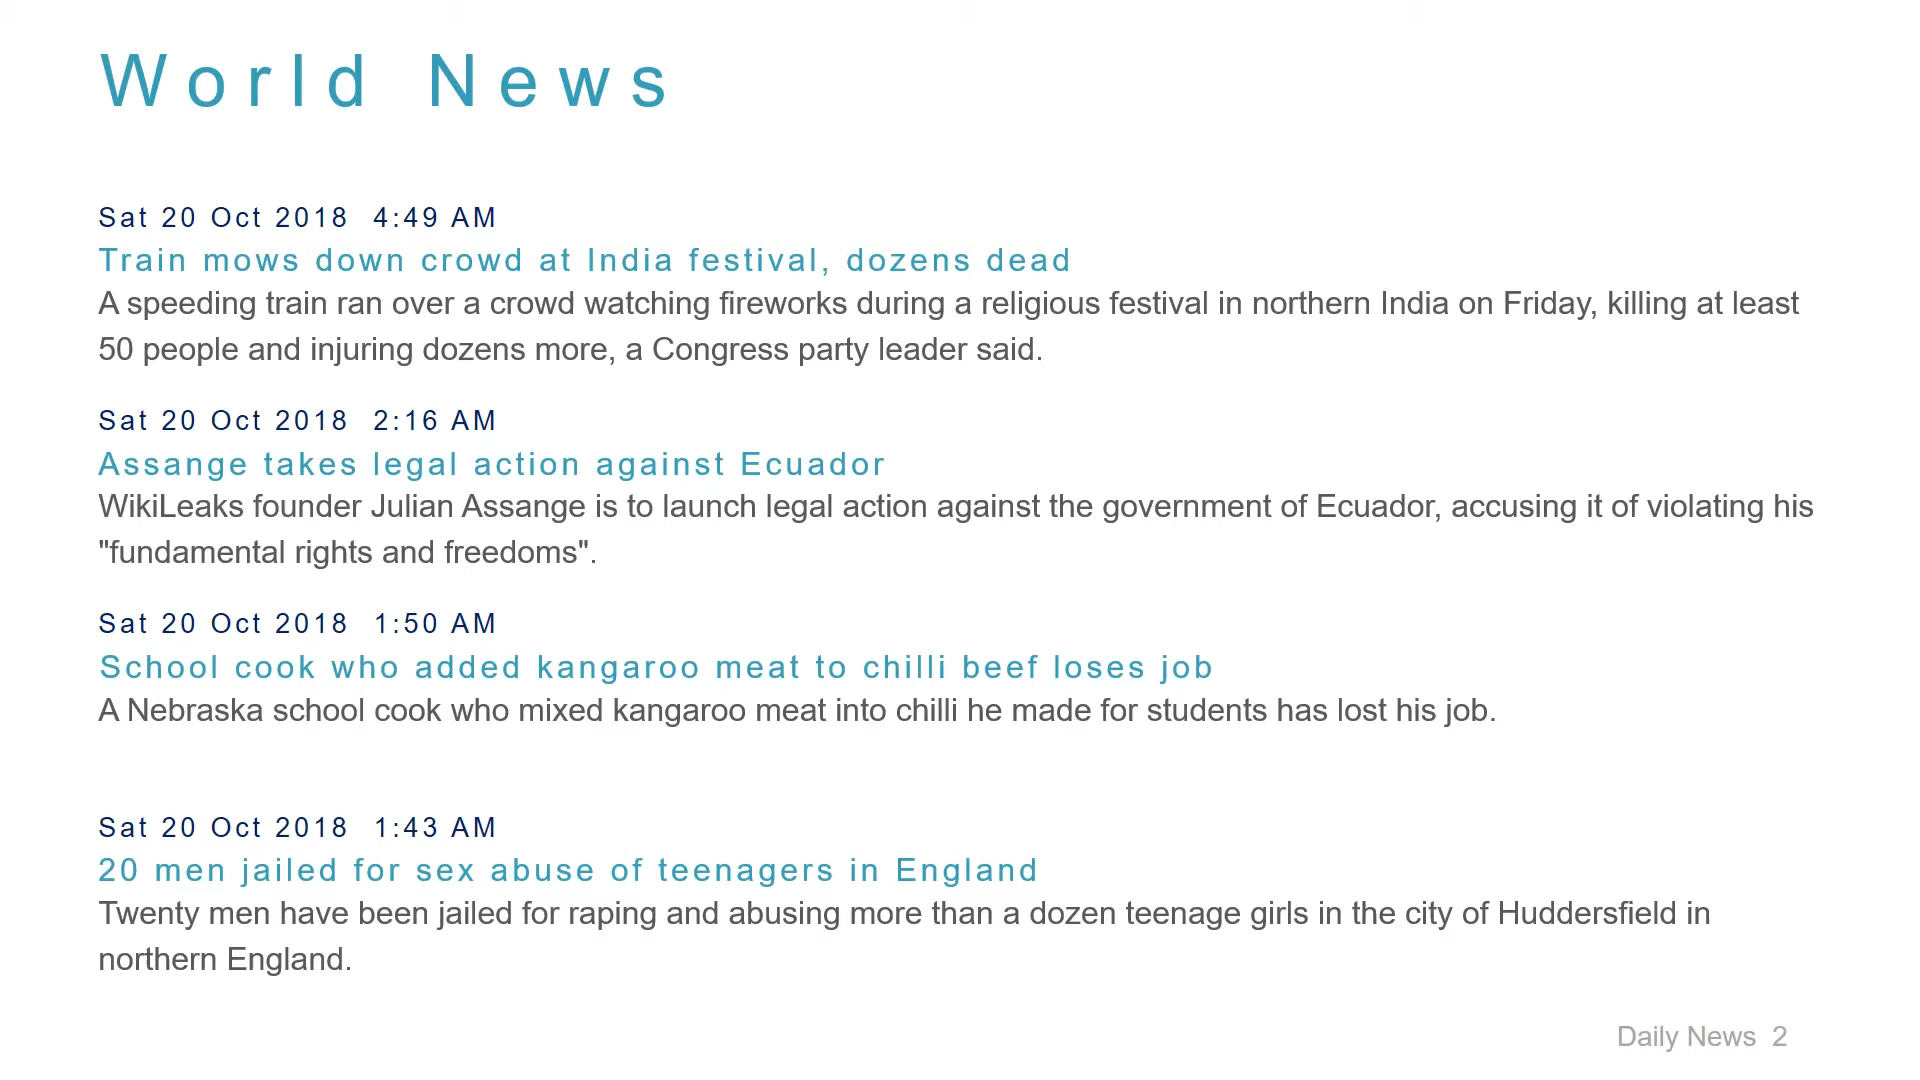 World News
Sat 20 Oct 2018  4:49 AM
Train mows down crowd at India festival, dozens dead
A speeding train ran over a crowd watching fireworks during a religious festival in northern India on Friday, killing at least
50 people and injuring dozens more, a Congress party leader said.
Sat 20 Oct 2018  2:16 AM
Assange takes legal action against Ecuador
WikiLeaks founder Julian Assange is to launch legal action against the government of Ecuador, accusing it of violating his
"fundamental rights and freedoms".
Sat 20 Oct 2018  1:50 AM
School cook who added kangaroo meat to chilli beef loses job
A Nebraska school cook who mixed kangaroo meat into chilli he made for students has lost his job.
Sat 20 Oct 2018  1:43 AM
20 men jailed for sex abuse of teenagers in England
Twenty men have been jailed for raping and abusing more than a dozen teenage girls in the city of Huddersfield in
northern England.
Daily News  2